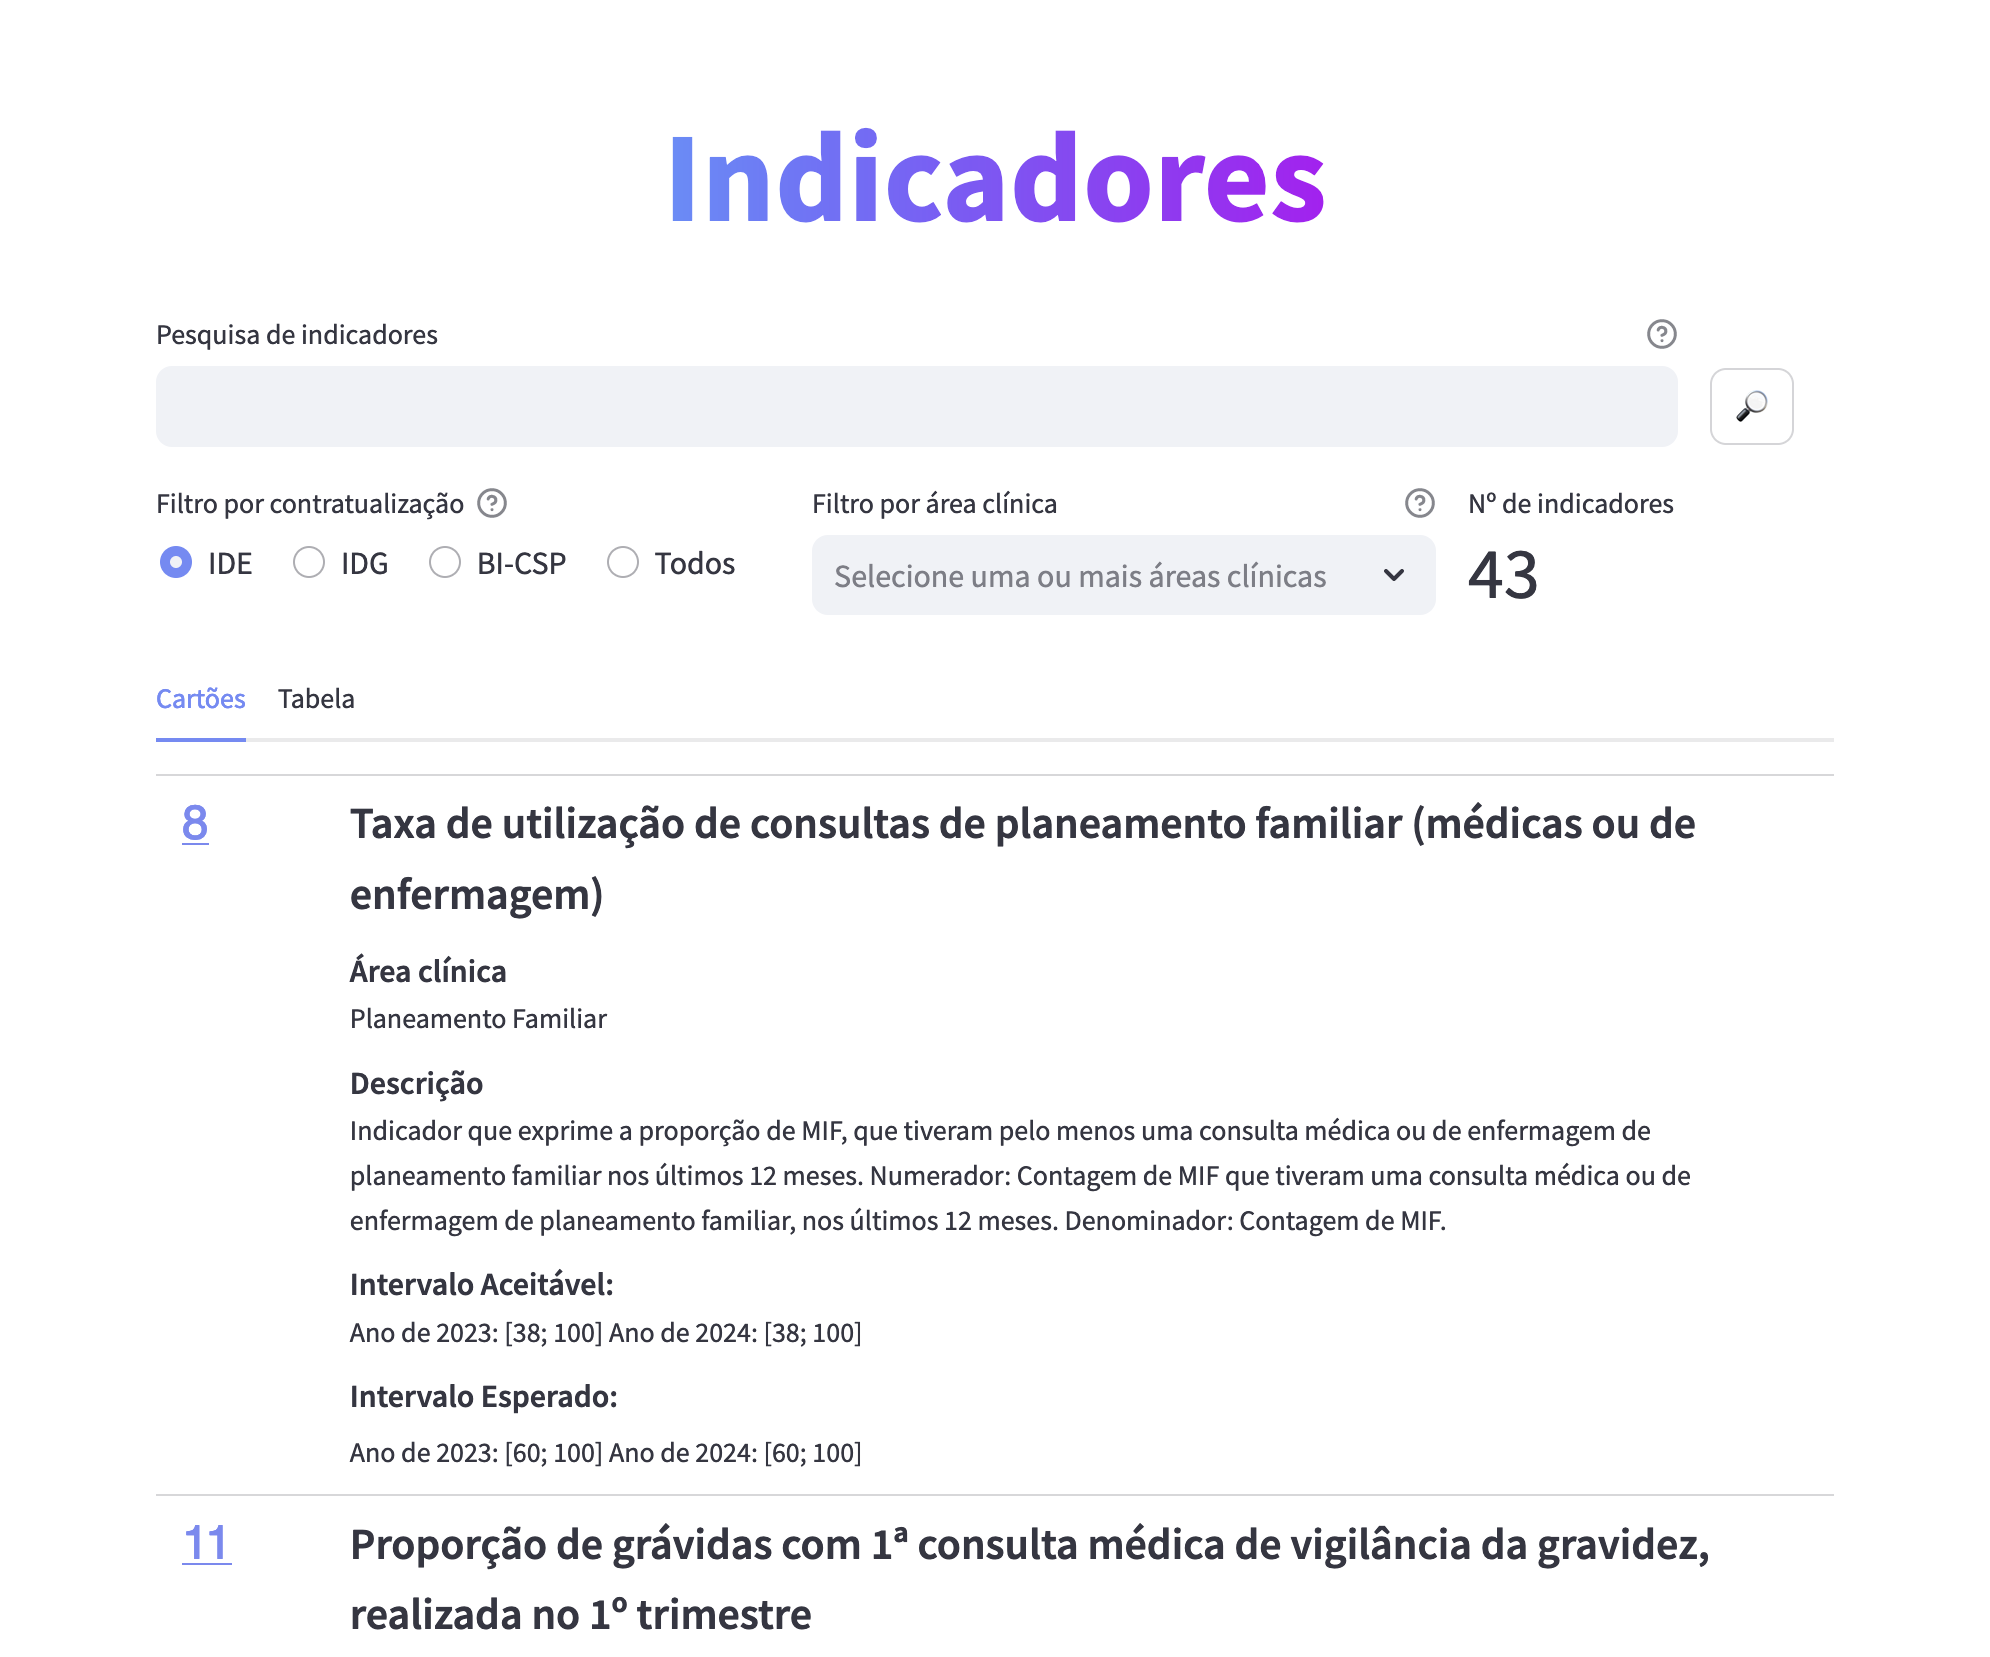 Indicadores
Pesquisa de indicadores
Filtro por contratualização
Filtro por área clínica
Nº de indicadores
IDE IDG BI-CSP Todos
Selecione uma ou mais áreas clínicas
43
Cartões Tabela
8
Taxa de utilização de consultas de planeamento familiar (médicas ou de
enfermagem)
Área clínica
Planeamento Familiar
Descrição
Indicador que exprime a proporção de MIF, que tiveram pelo menos uma consulta médica ou de enfermagem de
planeamento familiar nos últimos 12 meses. Numerador: Contagem de MIF que tiveram uma consulta médica ou de
enfermagem de planeamento familiar, nos últimos 12 meses. Denominador: Contagem de MIF.
Intervalo Aceitável:
Ano de 2023: [38; 100] Ano de 2024: [38; 100]
Intervalo Esperado:
Ano de 2023: [60; 100] Ano de 2024: [60; 100]
11
Proporção de grávidas com 1ª consulta médica de vigilância da gravidez,
realizada no 1º trimestre